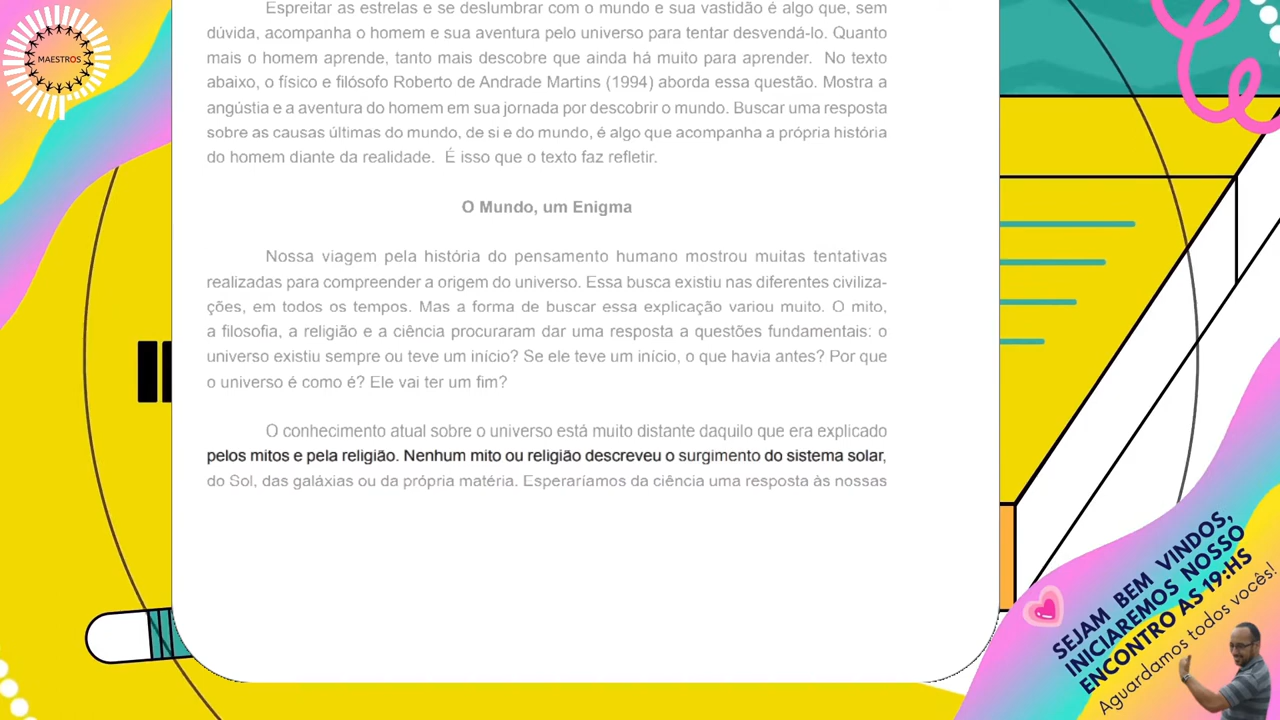 MAESTROS
Espreitar as estrelas e se deslumbrar com o mundo e sua vastidão é algo que, sem
dúvida, acompanha o homem e sua aventura pelo universo para tentar desvendá-lo. Quanto
mais o homem aprende, tanto mais descobre que ainda há muito para aprender. No texto
abaixo, o físico e filósofo Roberto de Andrade Martins (1994) aborda essa questão. Mostra a
angústia e a aventura do homem em sua jornada por descobrir o mundo. Buscar uma resposta
sobre as causas últimas do mundo, de si e do mundo, é algo que acompanha a própria história
do homem diante da realidade. É isso que o texto faz refletir.
O Mundo, um Enigma
Nossa viagem pela história do pensamento humano mostrou muitas tentativas
realizadas para compreender a origem do universo. Essa busca existiu nas diferentes civiliza-
ções, em todos os tempos. Mas a forma de buscar essa explicação variou muito. O mito,
a filosofia, a religião e a ciência procuraram dar uma resposta a questões fundamentais: o
universo existiu sempre ou teve um início? Se ele teve um início, o que havia antes? Por que
o universo é como é? Ele vai ter um fim?
O conhecimento atual sobre o universo está muito distante daquilo que era explicado
pelos mitos e pela religião. Nenhum mito ou religião descreveu o surgimento do sistema solar,
do Sol, das galáxias ou da própria matéria. Esperaríamos da ciência uma resposta às nossas
SEJAM BEM VINDOS,
INICIAREMOS NOSSO
ENCONTRO AS 19:HS
Aguardamos todos vocês!